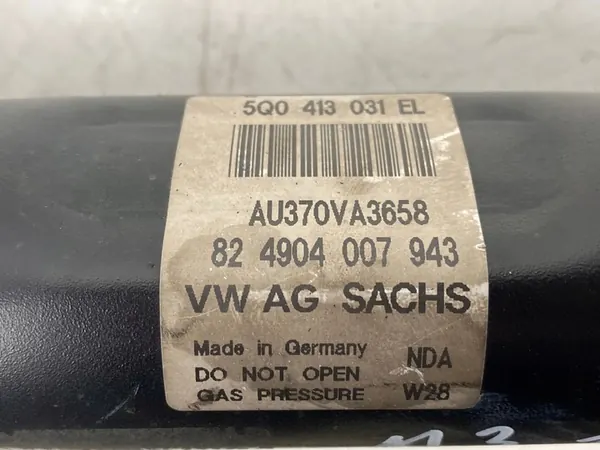 5Q0 413 031 EL
AU370VA3658
82 4904 007 943
VW AG SACHS
Made in Germany NDA
DO NOT OPEN
GAS PRESSURE W28